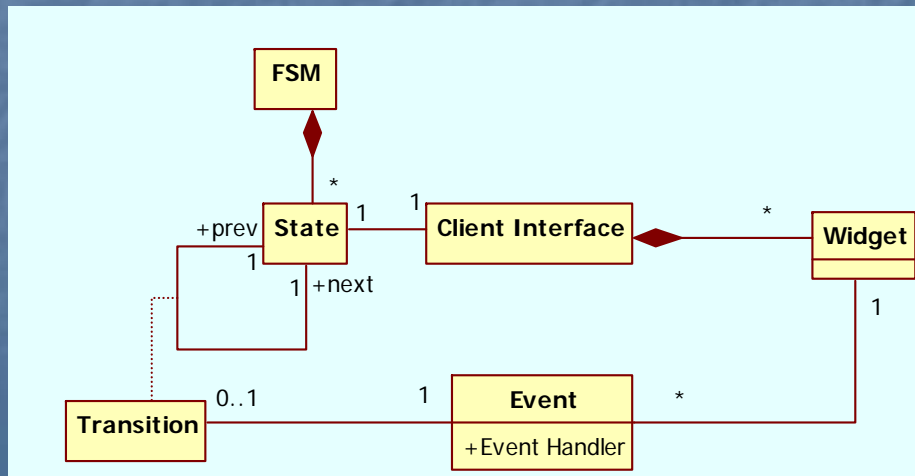 FSM
*
+prev
State
1
1
Client Interface
*
Widget
1
1
+next
1
0..1
1
Event
*
Transition
+Event Handler